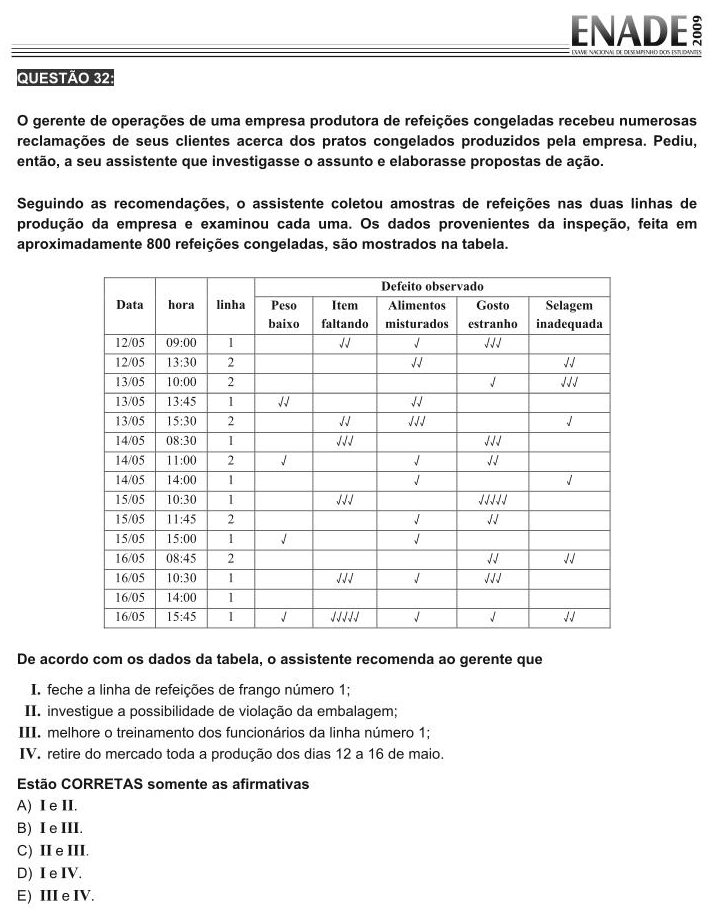 ENADE 2009
EXAME NACIONAL DE DESEMPENHO DOS ESTUDANTES
QUESTÃO 32:
O gerente de operações de uma empresa produtora de refeições congeladas recebeu numerosas
reclamações de seus clientes acerca dos pratos congelados produzidos pela empresa. Pediu,
então, a seu assistente que investigasse o assunto e elaborasse propostas de ação.
Seguindo as recomendações, o assistente coletou amostras de refeições nas duas linhas de
produção da empresa e examinou cada uma. Os dados provenientes da inspeção, feita em
aproximadamente 800 refeições congeladas, são mostrados na tabela.
Defeito observado
Data hora linha Peso baixo Item faltando Alimentos misturados Gosto estranho Selagem inadequada
12/05 09:00 1 √√ √ √√√
12/05 13:30 2 √√ √√
13/05 10:00 2 √ √√√
13/05 13:45 1 √√ √√
13/05 15:30 2 √√ √√√ √
14/05 08:30 1 √√√ √√√
14/05 11:00 2 √ √ √√
14/05 14:00 1 √ √
15/05 10:30 1 √√√ √√√√√
15/05 11:45 2 √ √√
15/05 15:00 1 √ √
16/05 08:45 2 √√ √√
16/05 10:30 1 √√√ √ √√√
16/05 14:00 1
16/05 15:45 1 √ √√√√√ √ √ √√
De acordo com os dados da tabela, o assistente recomenda ao gerente que
I. feche a linha de refeições de frango número 1;
II. investigue a possibilidade de violação da embalagem;
III. melhore o treinamento dos funcionários da linha número 1;
IV. retire do mercado toda a produção dos dias 12 a 16 de maio.
Estão CORRETAS somente as afirmativas
A) I e II.
B) I e III.
C) II e III.
D) I e IV.
E) III e IV.